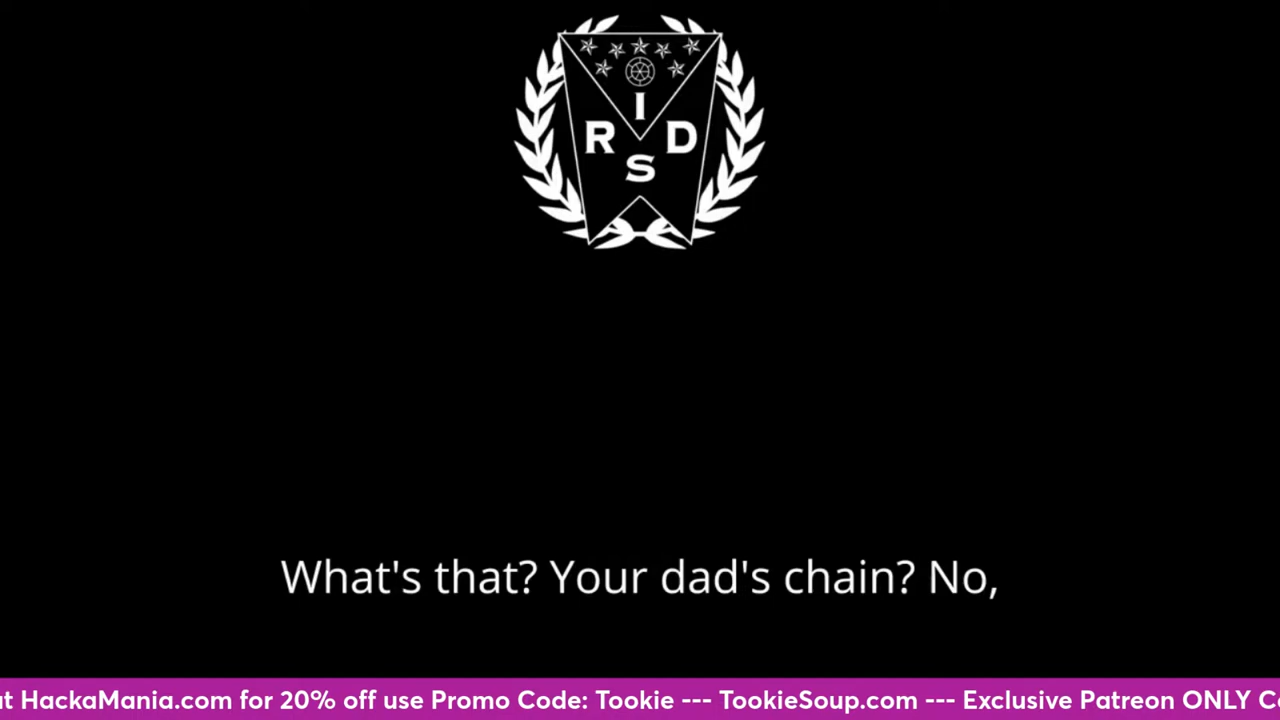 I
R D
S
What's that? Your dad's chain? No,
at HackaMania.com for 20% off use Promo Code: Tookie --- TookieSoup.com --- Exclusive Patreon ONLY